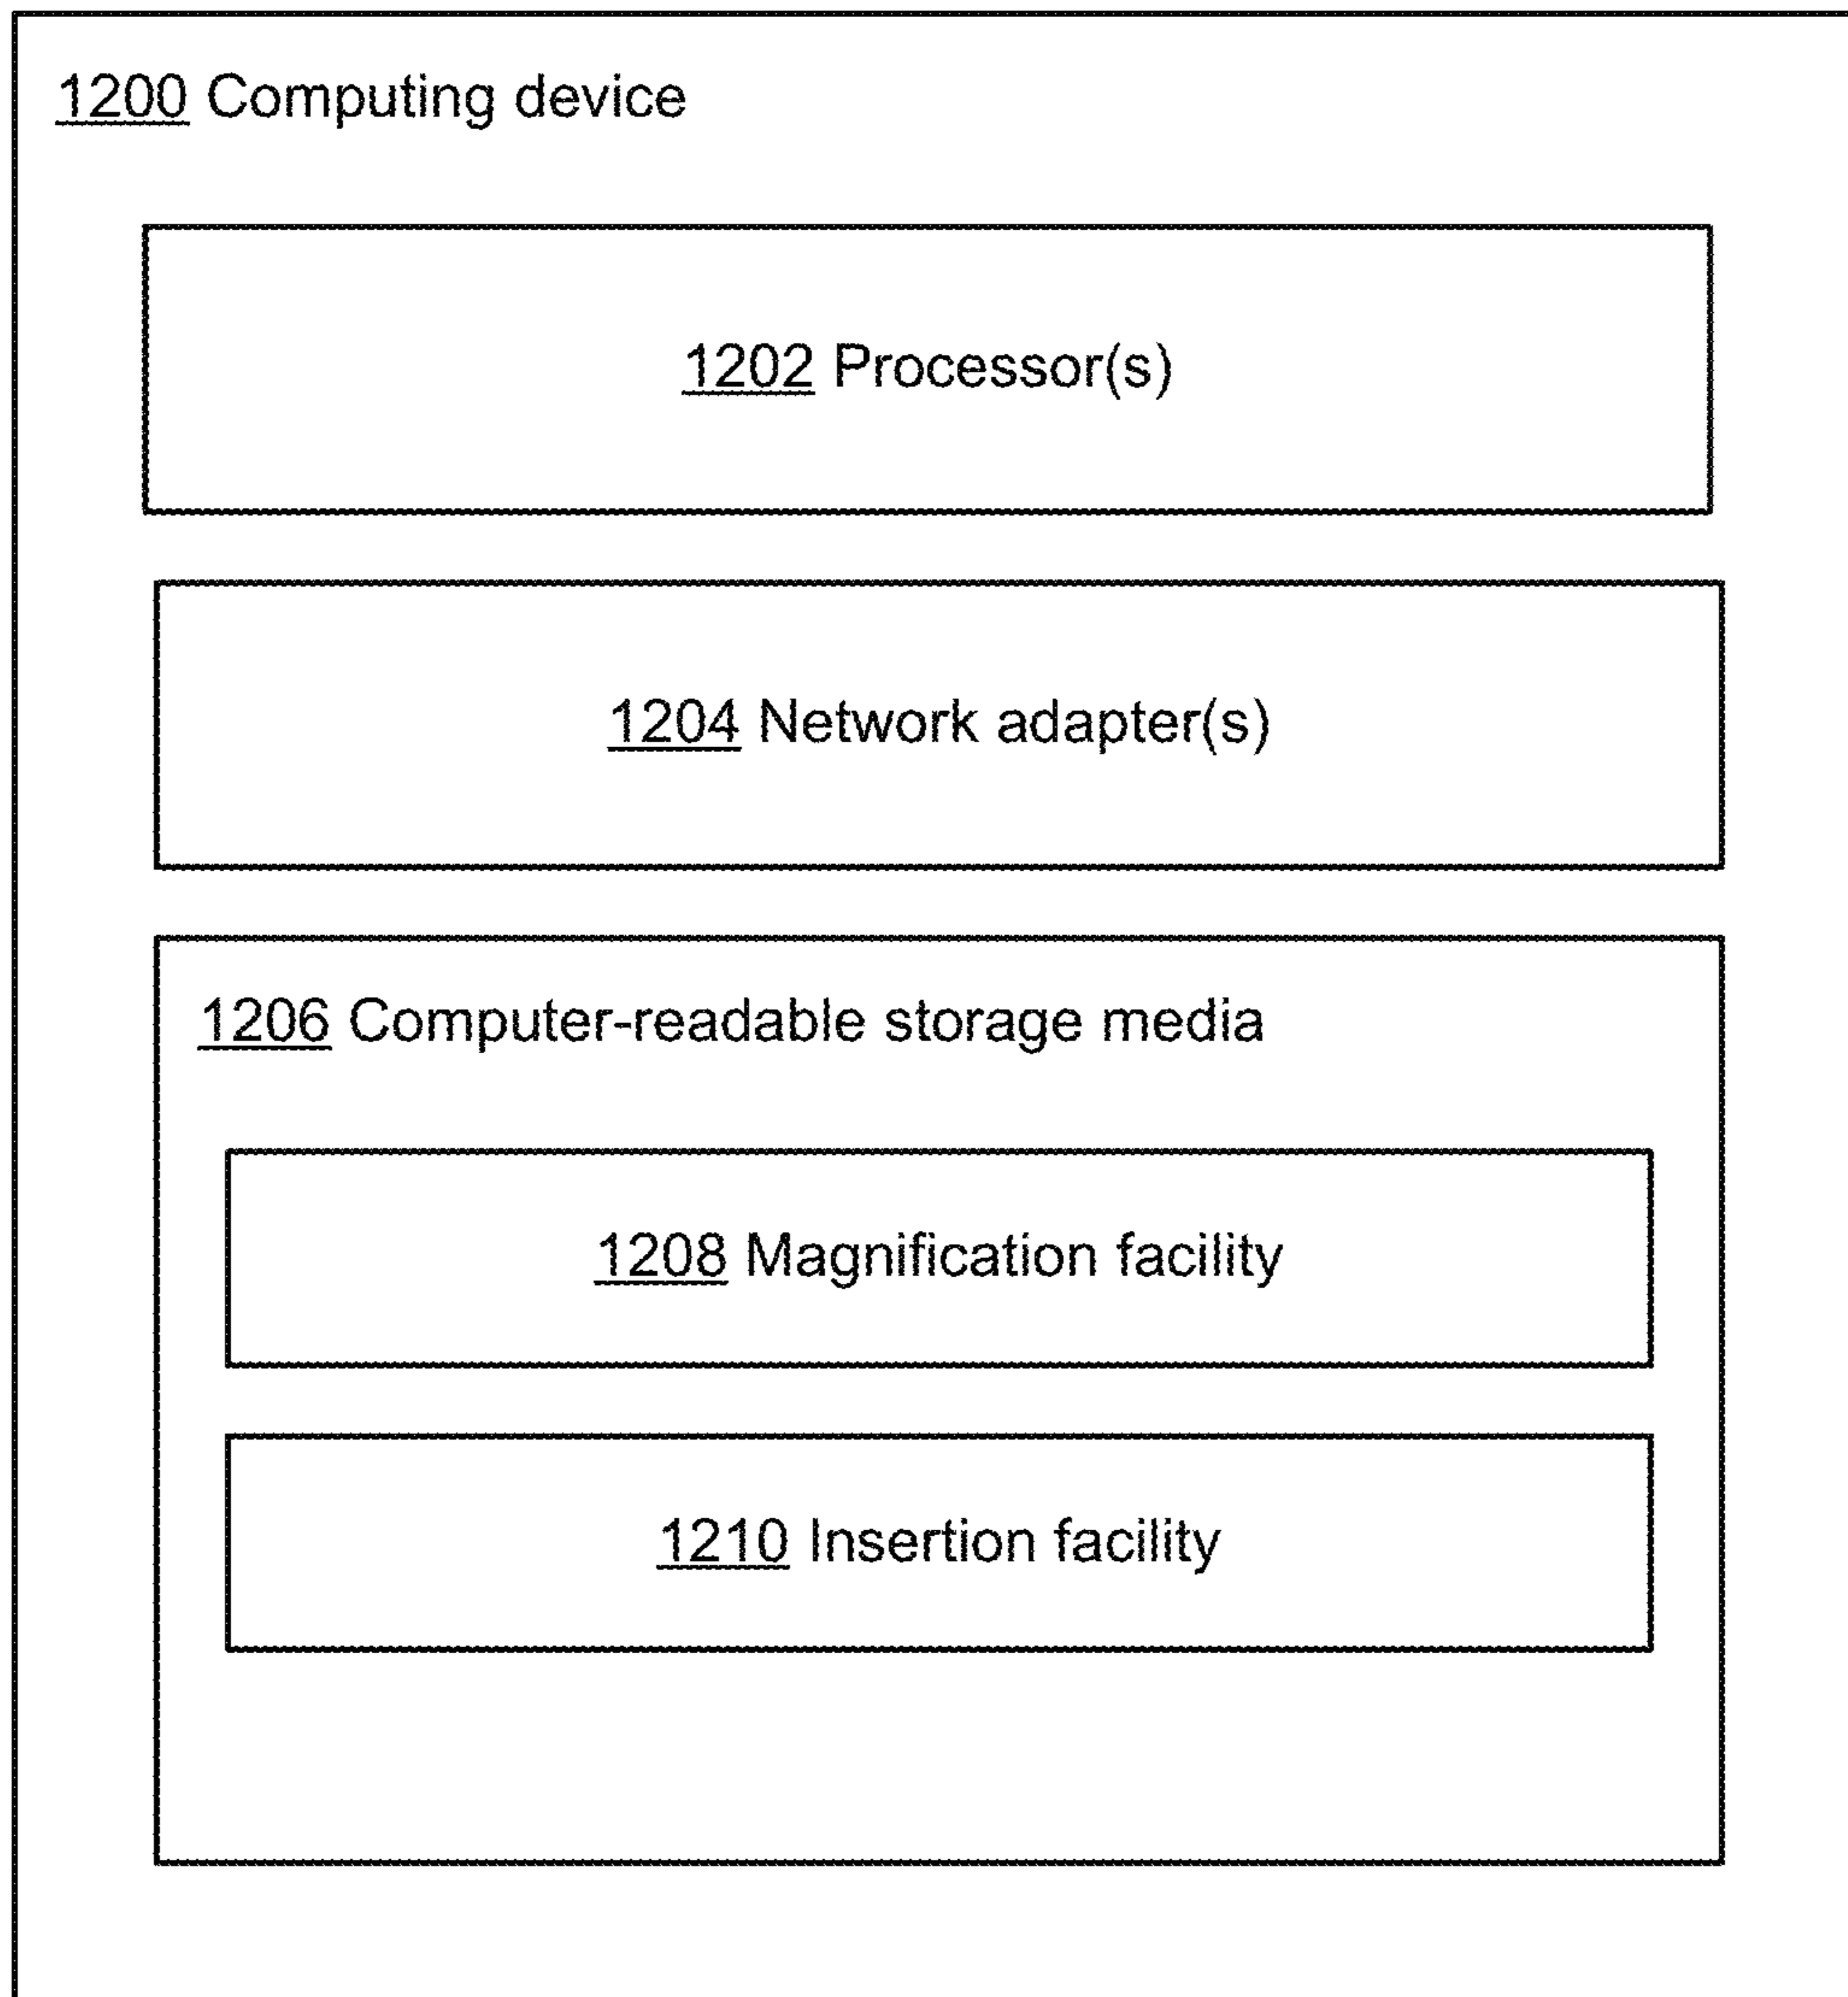 1200 Computing device
1202 Processor(s)
1204 Network adapter(s)
1206 Computer-readable storage media
1208 Magnification facility
1210 Insertion facility